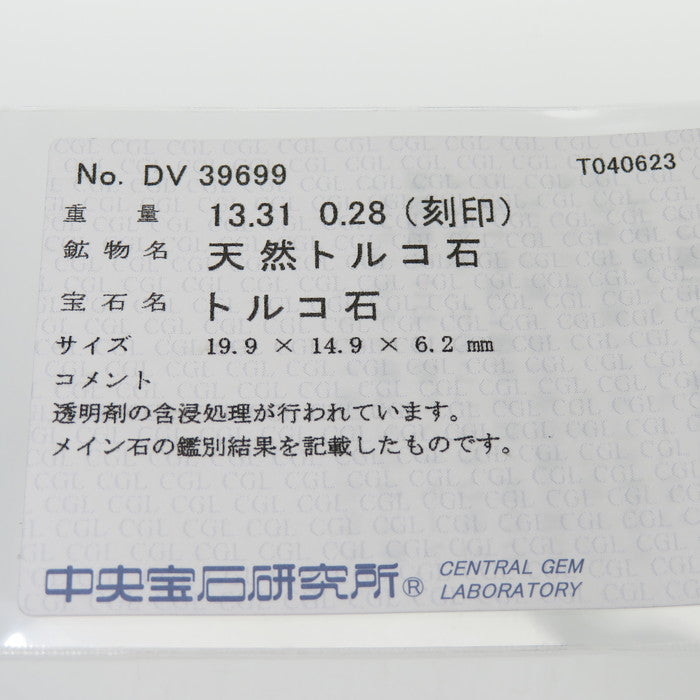 No. DV 39699
T040623
重 量 13.31 0.28 (刻印)
鉱物名 天然トルコ石
宝石名 トルコ石
サイズ 19.9 × 14.9 × 6.2 mm
コメント
透明剤の含浸処理が行われています。
メイン石の鑑別結果を記載したものです。
中央宝石研究所® CENTRAL GEM
LABORATORY